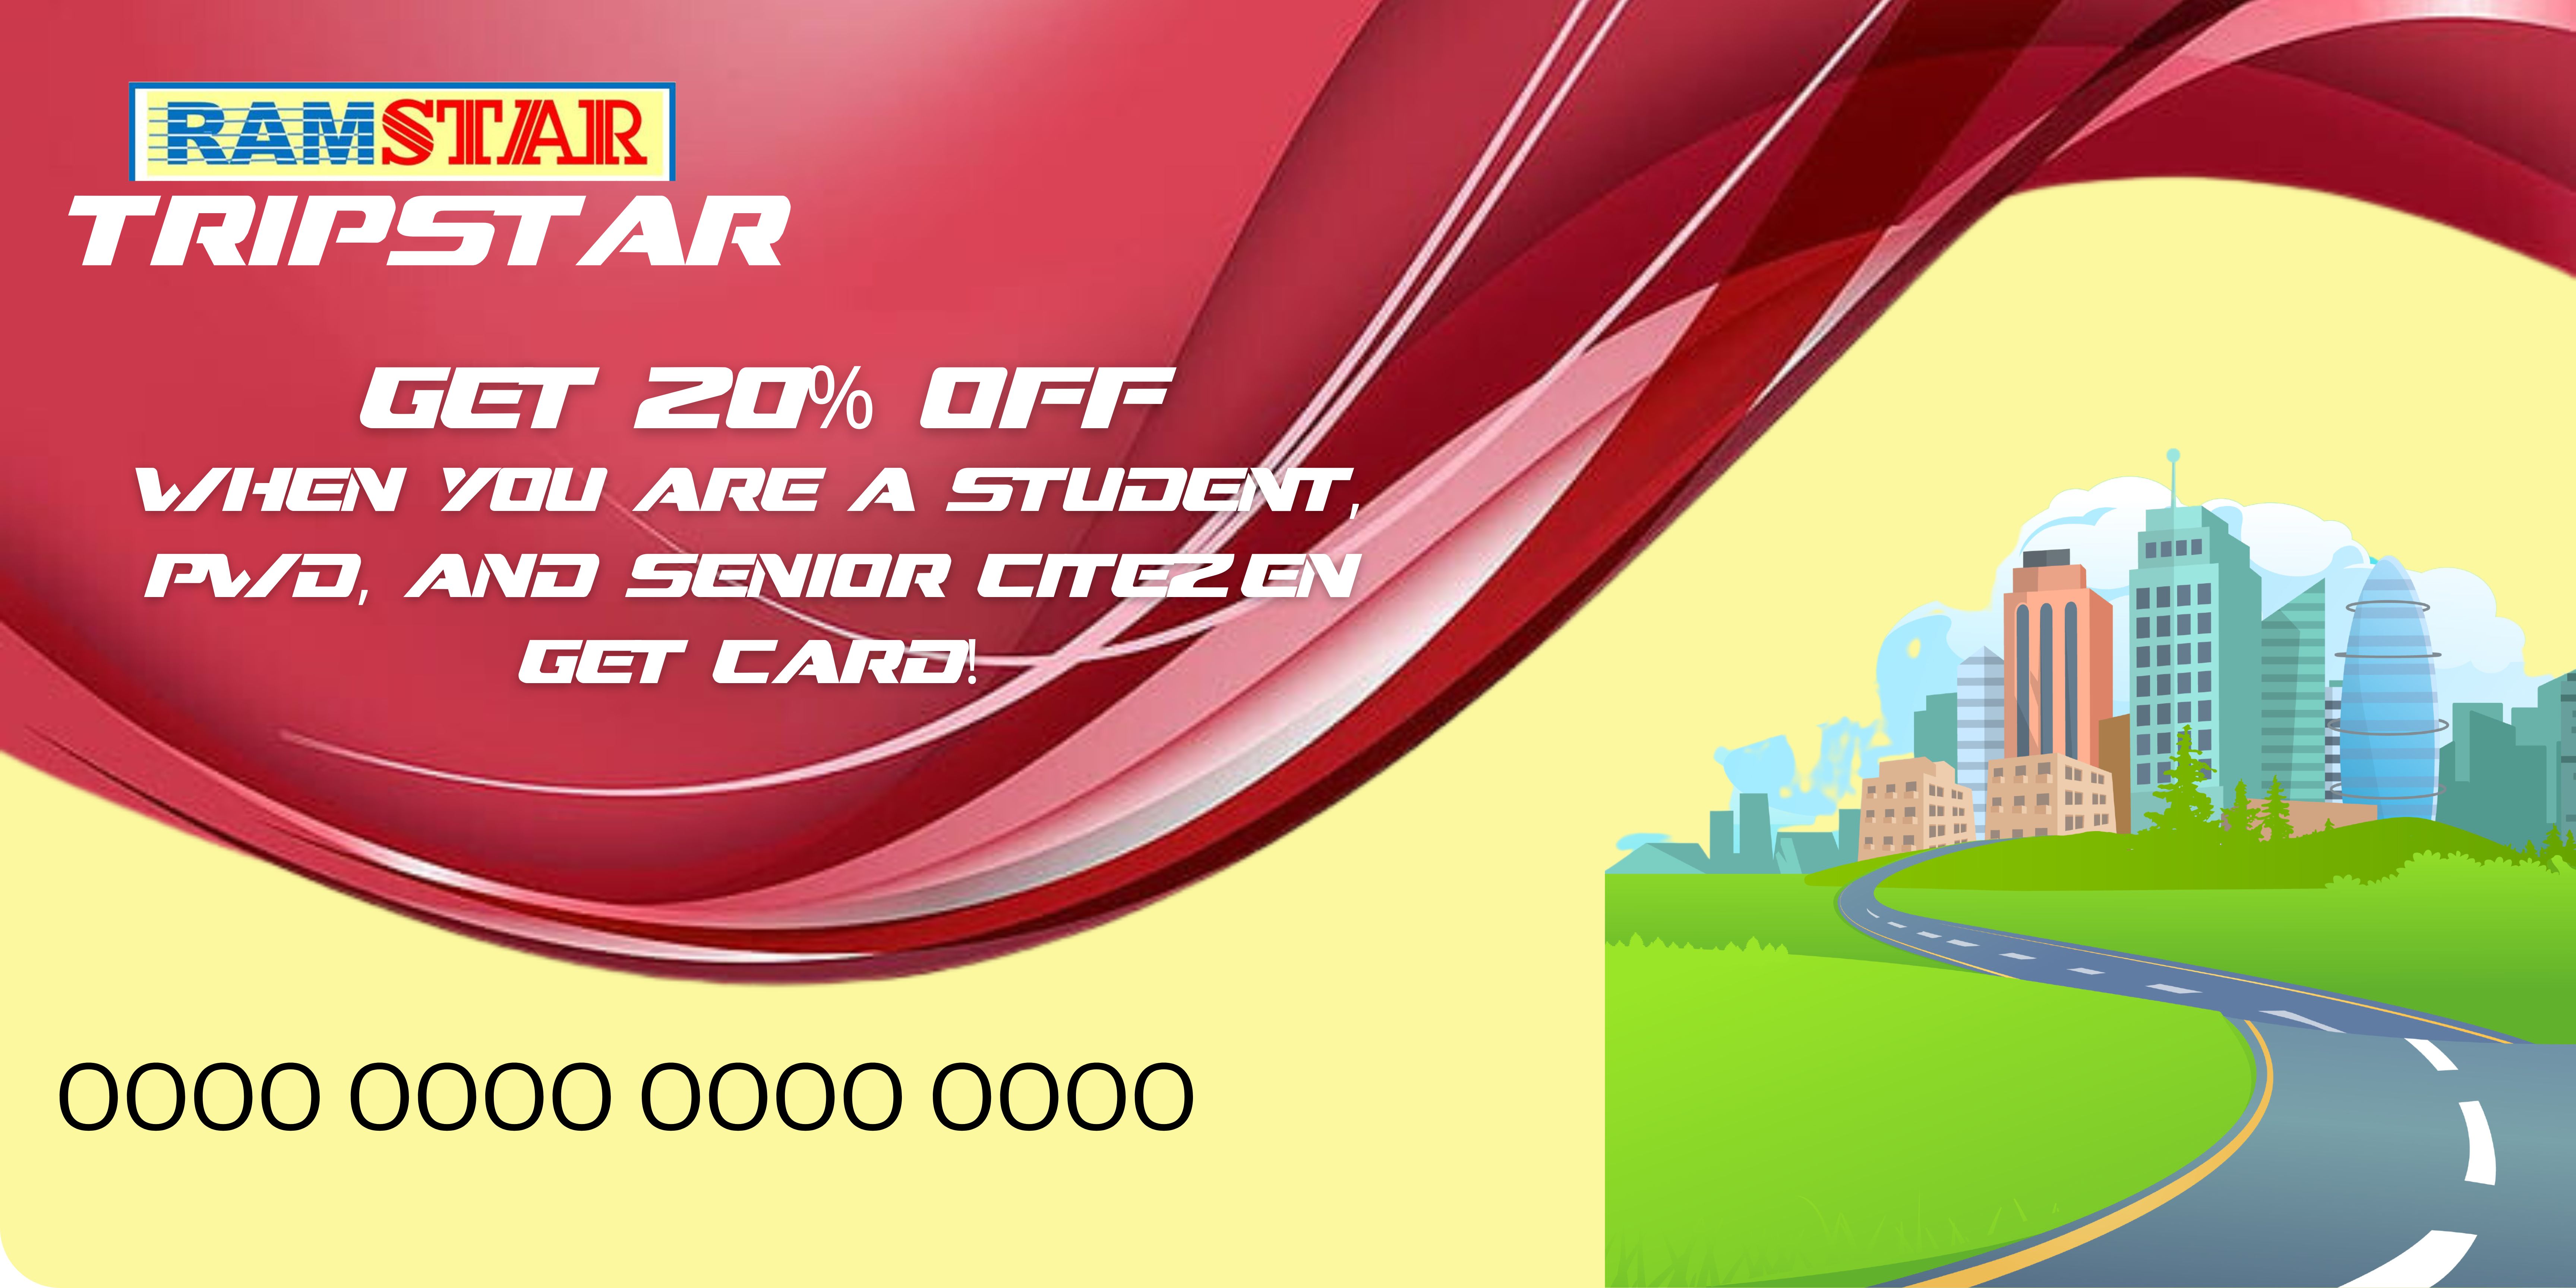 RAMSTAR
TRIPSTAR
GET 20% OFF
WHEN YOU ARE A STUDENT,
PWD, AND SENIOR CITEZEN
GET CARD!
0000 0000 0000 0000